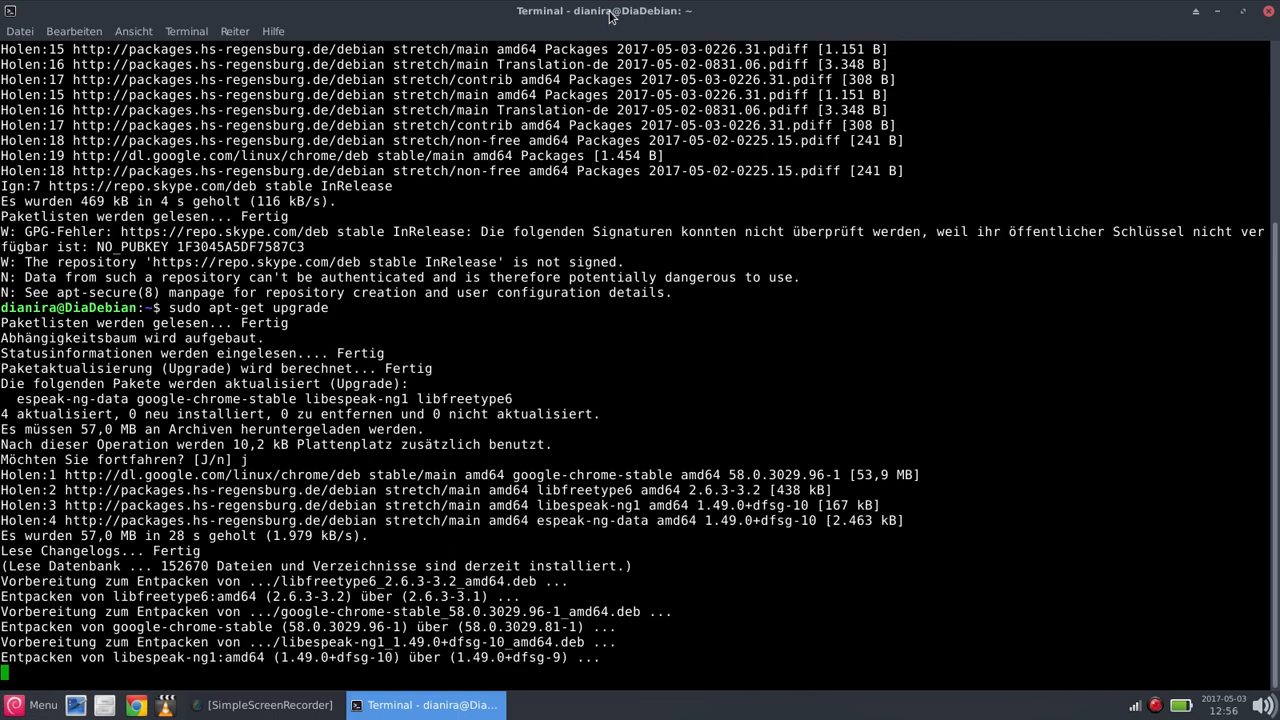 Terminal - dianira@DiaDebian: ~
Datei Bearbeiten Ansicht Terminal Reiter Hilfe
Holen:15 http://packages.hs-regensburg.de/debian stretch/main amd64 Packages 2017-05-03-0226.31.pdiff [1.151 B]
Holen:16 http://packages.hs-regensburg.de/debian stretch/main Translation-de 2017-05-02-0831.06.pdiff [3.348 B]
Holen:17 http://packages.hs-regensburg.de/debian stretch/contrib amd64 Packages 2017-05-03-0226.31.pdiff [308 B]
Holen:15 http://packages.hs-regensburg.de/debian stretch/main amd64 Packages 2017-05-03-0226.31.pdiff [1.151 B]
Holen:16 http://packages.hs-regensburg.de/debian stretch/main Translation-de 2017-05-02-0831.06.pdiff [3.348 B]
Holen:17 http://packages.hs-regensburg.de/debian stretch/contrib amd64 Packages 2017-05-03-0226.31.pdiff [308 B]
Holen:18 http://packages.hs-regensburg.de/debian stretch/non-free amd64 Packages 2017-05-02-0225.15.pdiff [241 B]
Holen:19 http://dl.google.com/linux/chrome/deb stable/main amd64 Packages [1.454 B]
Holen:18 http://packages.hs-regensburg.de/debian stretch/non-free amd64 Packages 2017-05-02-0225.15.pdiff [241 B]
Ign:7 https://repo.skype.com/deb stable InRelease
Es wurden 469 kB in 4 s geholt (116 kB/s).
Paketlisten werden gelesen... Fertig
W: GPG-Fehler: https://repo.skype.com/deb stable InRelease: Die folgenden Signaturen konnten nicht überprüft werden, weil ihr öffentlicher Schlüssel nicht ver
fügbar ist: NO_PUBKEY 1F3045A5DF7587C3
W: The repository 'https://repo.skype.com/deb stable InRelease' is not signed.
N: Data from such a repository can't be authenticated and is therefore potentially dangerous to use.
N: See apt-secure(8) manpage for repository creation and user configuration details.
dianira@DiaDebian:~$ sudo apt-get upgrade
Paketlisten werden gelesen... Fertig
Abhängigkeitsbaum wird aufgebaut.
Statusinformationen werden eingelesen.... Fertig
Paketaktualisierung (Upgrade) wird berechnet... Fertig
Die folgenden Pakete werden aktualisiert (Upgrade):
espeak-ng-data google-chrome-stable libespeak-ng1 libfreetype6
4 aktualisiert, 0 neu installiert, 0 zu entfernen und 0 nicht aktualisiert.
Es müssen 57,0 MB an Archiven heruntergeladen werden.
Nach dieser Operation werden 10,2 kB Plattenplatz zusätzlich benutzt.
Möchten Sie fortfahren? [J/n] j
Holen:1 http://dl.google.com/linux/chrome/deb stable/main amd64 google-chrome-stable amd64 58.0.3029.96-1 [53,9 MB]
Holen:2 http://packages.hs-regensburg.de/debian stretch/main amd64 libfreetype6 amd64 2.6.3-3.2 [438 kB]
Holen:3 http://packages.hs-regensburg.de/debian stretch/main amd64 libespeak-ng1 amd64 1.49.0+dfsg-10 [167 kB]
Holen:4 http://packages.hs-regensburg.de/debian stretch/main amd64 espeak-ng-data amd64 1.49.0+dfsg-10 [2.463 kB]
Es wurden 57,0 MB in 28 s geholt (1.979 kB/s).
Lese Changelogs... Fertig
(Lese Datenbank ... 152670 Dateien und Verzeichnisse sind derzeit installiert.)
Vorbereitung zum Entpacken von .../libfreetype6_2.6.3-3.2_amd64.deb ...
Entpacken von libfreetype6:amd64 (2.6.3-3.2) über (2.6.3-3.1) ...
Vorbereitung zum Entpacken von .../google-chrome-stable_58.0.3029.96-1_amd64.deb ...
Entpacken von google-chrome-stable (58.0.3029.96-1) über (58.0.3029.81-1) ...
Vorbereitung zum Entpacken von .../libespeak-ng1_1.49.0+dfsg-10_amd64.deb ...
Entpacken von libespeak-ng1:amd64 (1.49.0+dfsg-10) über (1.49.0+dfsg-9) ...
Menu [SimpleScreenRecorder] Terminal - dianira@Dia... 2017-05-03
12:56